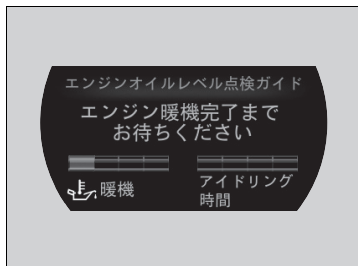 エンジンオイルレベル点検ガイド
エンジン暖機完了まで
お待ちください
暖機
アイドリング
時間